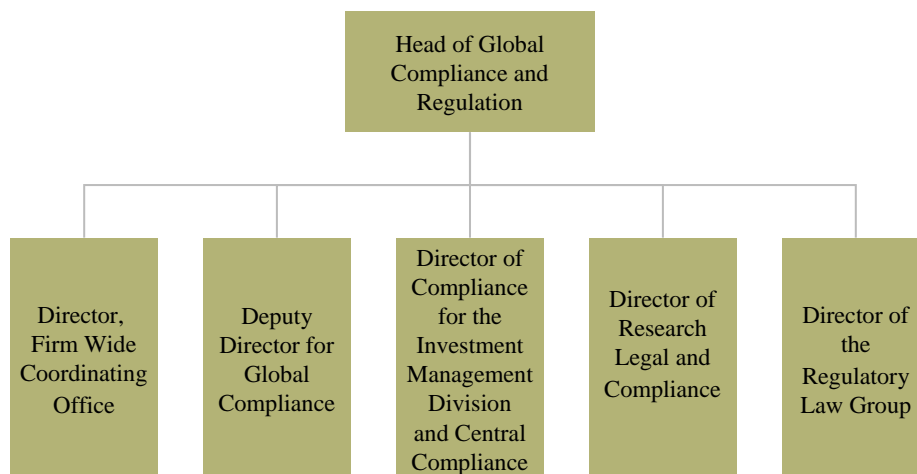 Head of Global
Compliance and
Regulation
Director,
Firm Wide
Coordinating
Office
Deputy
Director for
Global
Compliance
Director of
Compliance
for the
Investment
Management
Division
and Central
Compliance
Director of
Research
Legal and
Compliance
Director of
the
Regulatory
Law Group